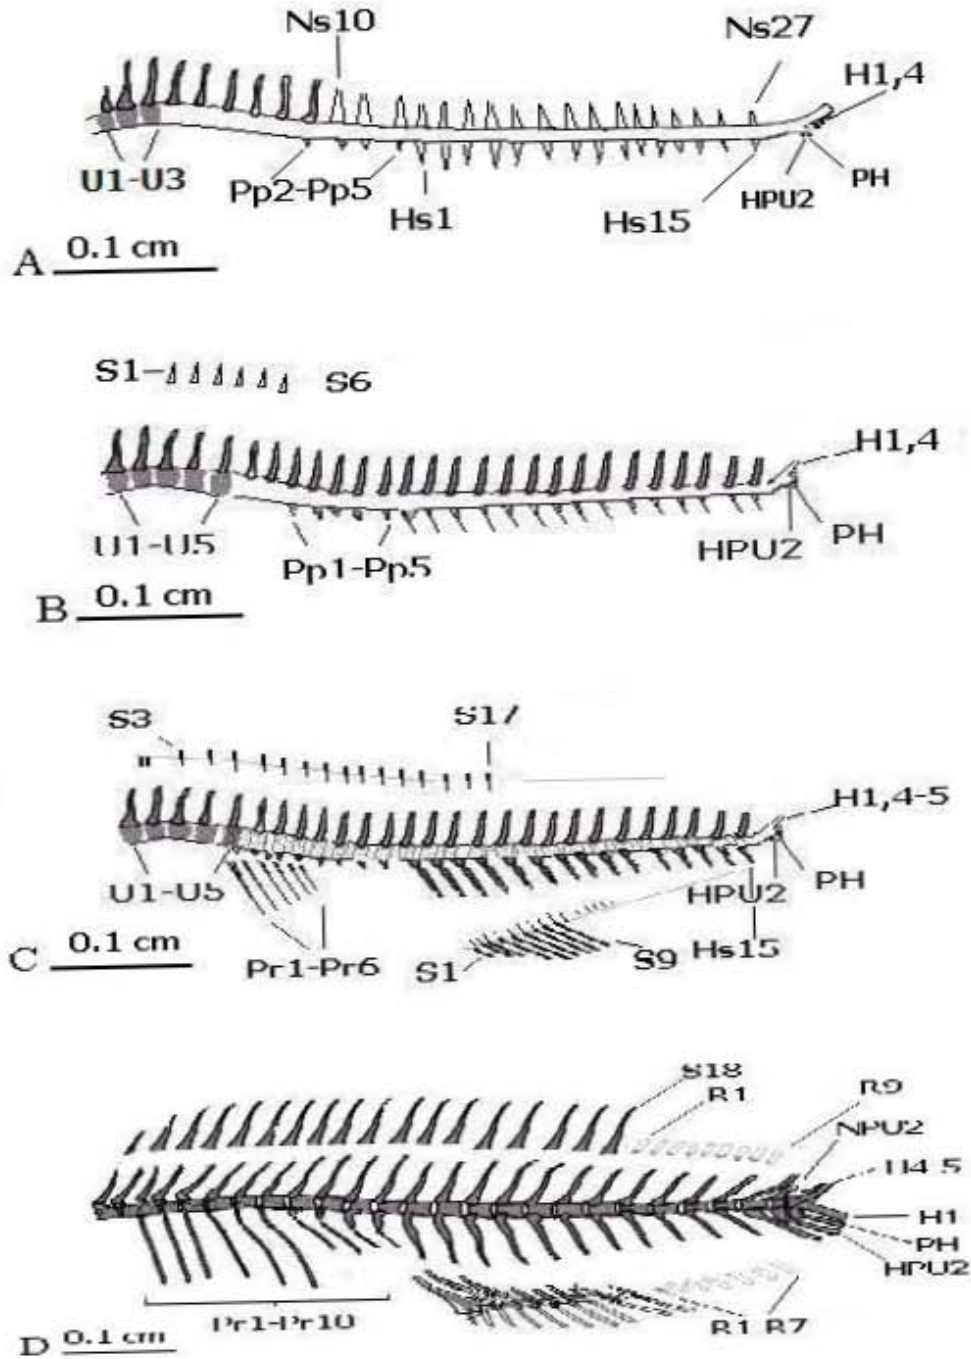 Ns10 Ns27
H1,4
U1-U3 Pp2-Pp5 HPU2 PH
Hs1 Hs15
A 0.1 cm
S1 S6
H1,4
U1-U5 Pp1-Pp5 HPU2 PH
B 0.1 cm
S3 S17
H1,4-5
U1-U5 HPU2 PH
C 0.1 cm Pr1-Pr6 S1 S9 Hs15
S18
R1 R9
NPU2
H4-5
H1
PH
HPU2
Pr1-Pr10 R1 R7
D 0.1 cm